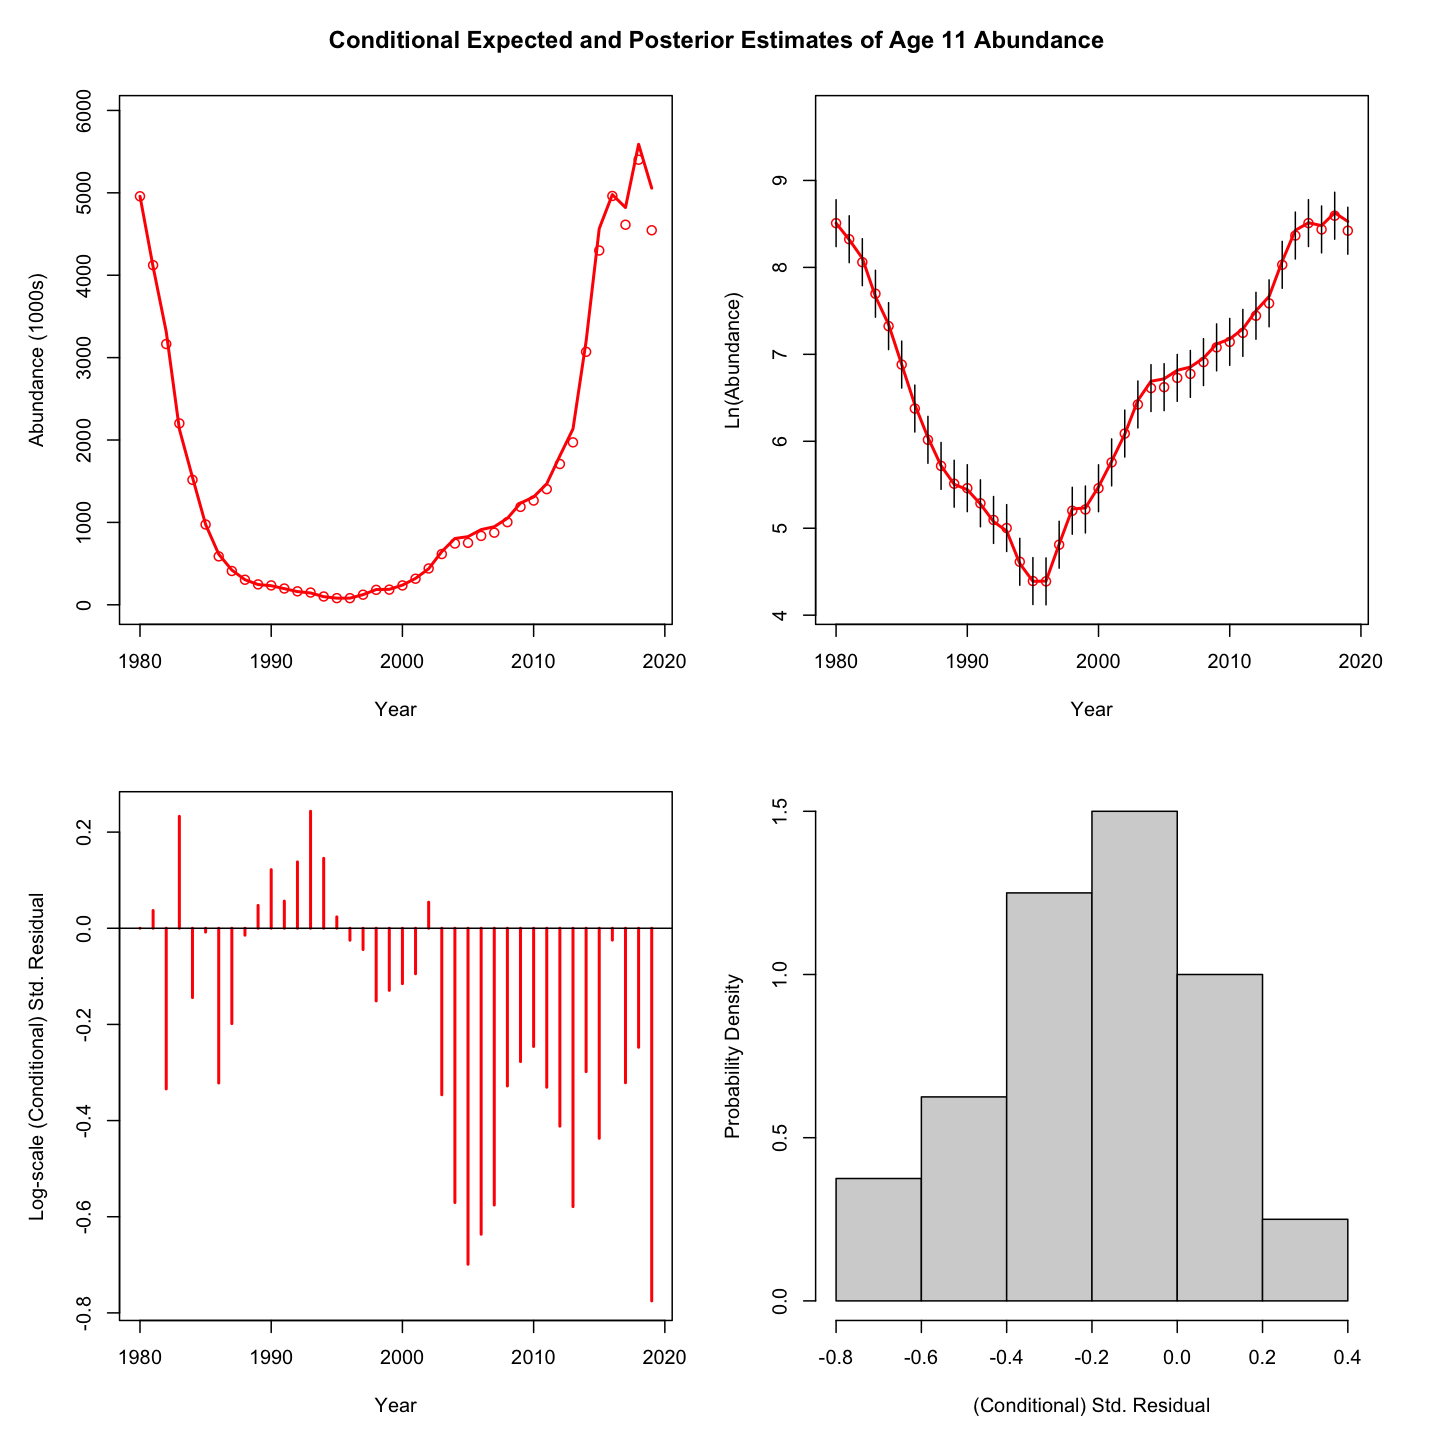 Conditional Expected and Posterior Estimates of Age 11 Abundance
Abundance (1000s)
6000
5000
4000
3000
2000
1000
0
1980 1990 2000 2010 2020
Year
Ln(Abundance)
9
8
7
6
5
4
1980 1990 2000 2010 2020
Year
Log-scale (Conditional) Std. Residual
0.2
0.0
-0.2
-0.4
-0.6
-0.8
1980 1990 2000 2010 2020
Year
Probability Density
1.5
1.0
0.5
0.0
-0.8 -0.6 -0.4 -0.2 0.0 0.2 0.4
(Conditional) Std. Residual